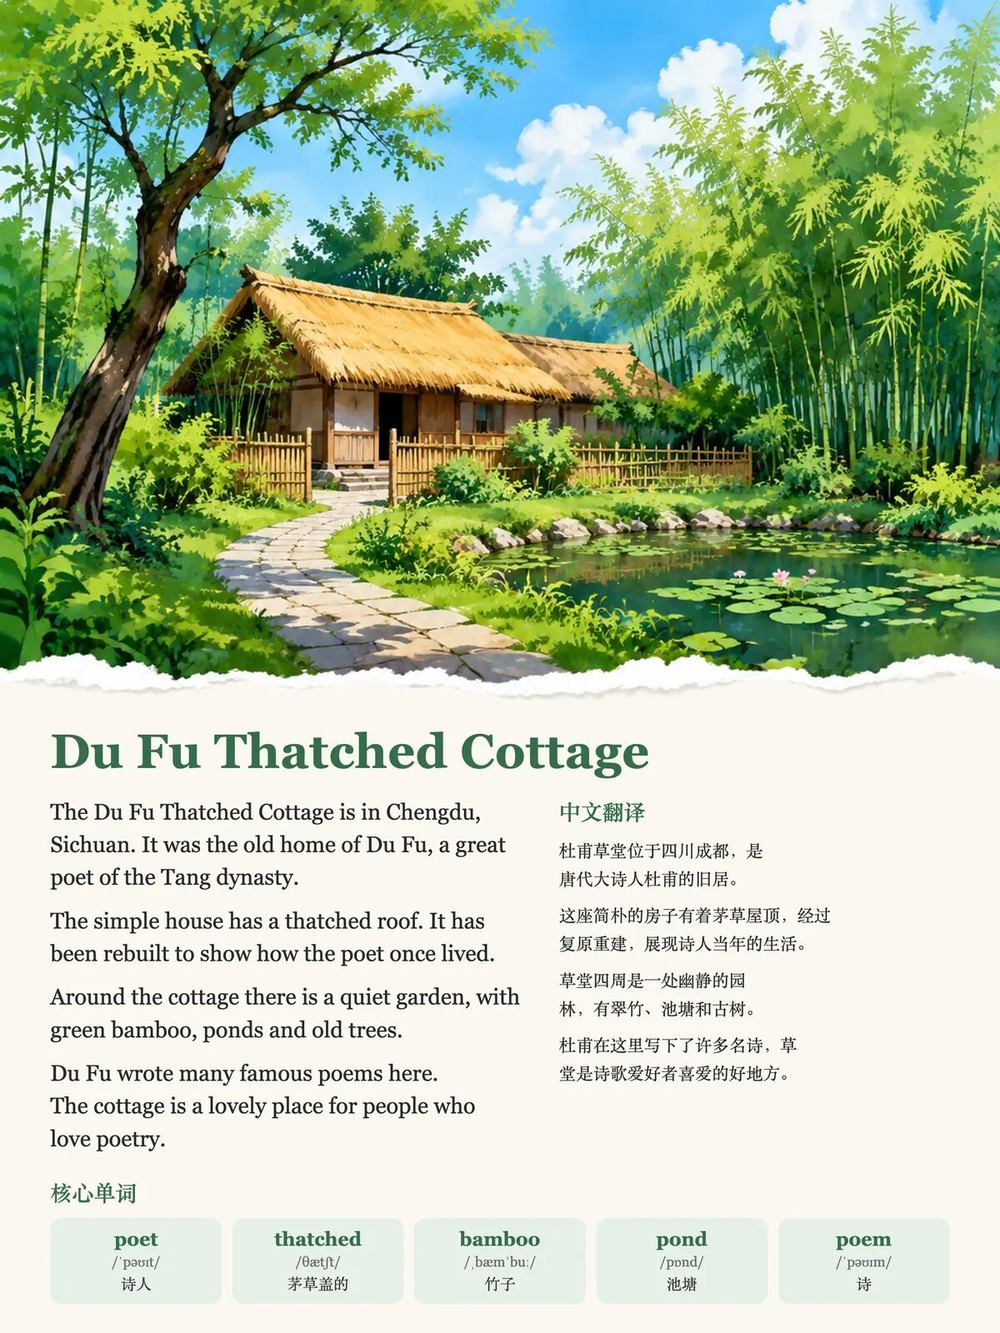 Du Fu Thatched Cottage
The Du Fu Thatched Cottage is in Chengdu,
Sichuan. It was the old home of Du Fu, a great
poet of the Tang dynasty.
The simple house has a thatched roof. It has
been rebuilt to show how the poet once lived.
Around the cottage there is a quiet garden, with
green bamboo, ponds and old trees.
Du Fu wrote many famous poems here.
The cottage is a lovely place for people who
love poetry.
中文翻译
杜甫草堂位于四川成都，是
唐代大诗人杜甫的旧居。
这座简朴的房子有着茅草屋顶，经过
复原重建，展现诗人当年的生活。
草堂四周是一处幽静的园
林，有翠竹、池塘和古树。
杜甫在这里写下了许多名诗，草
堂是诗歌爱好者喜爱的好地方。
核心单词
poet
/ˈpəʊɪt/
诗人
thatched
/θætʃt/
茅草盖的
bamboo
/ˌbæmˈbuː/
竹子
pond
/pɒnd/
池塘
poem
/ˈpəʊɪm/
诗